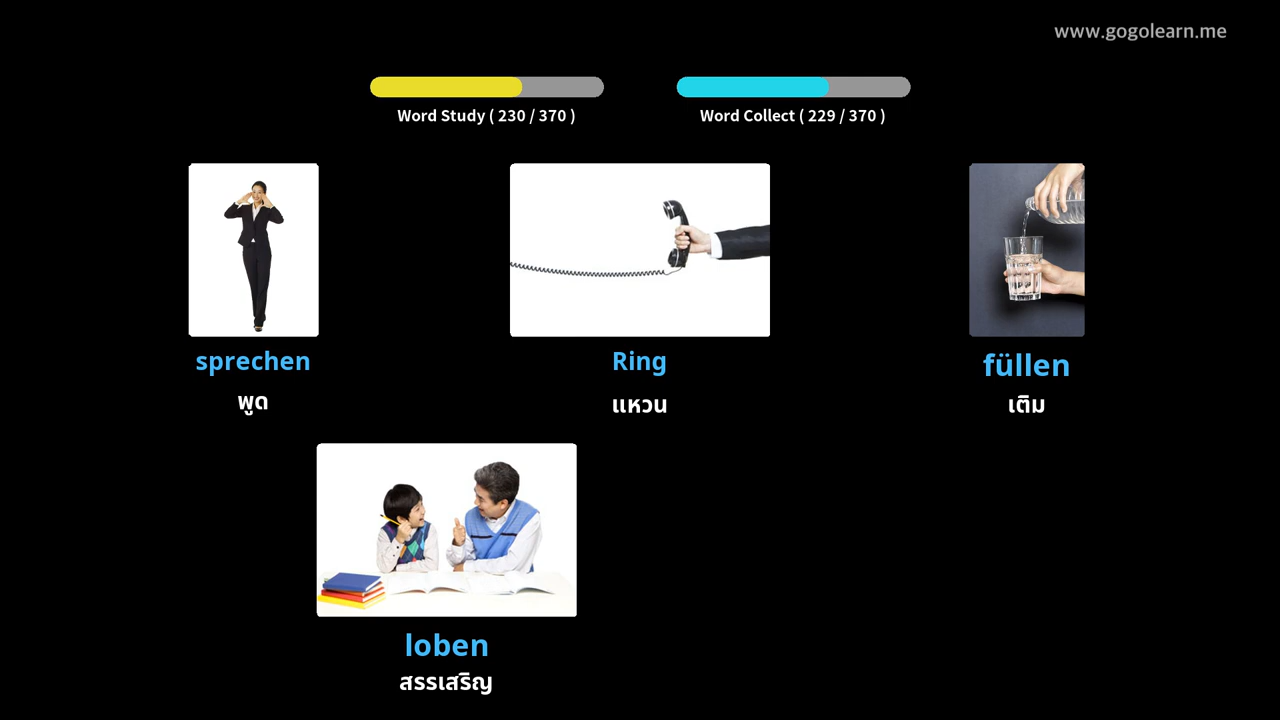 www.gogolearn.me
Word Study ( 230 / 370 )
Word Collect ( 229 / 370 )
sprechen
พูด
Ring
แหวน
füllen
เติม
loben
สรรเสริญ